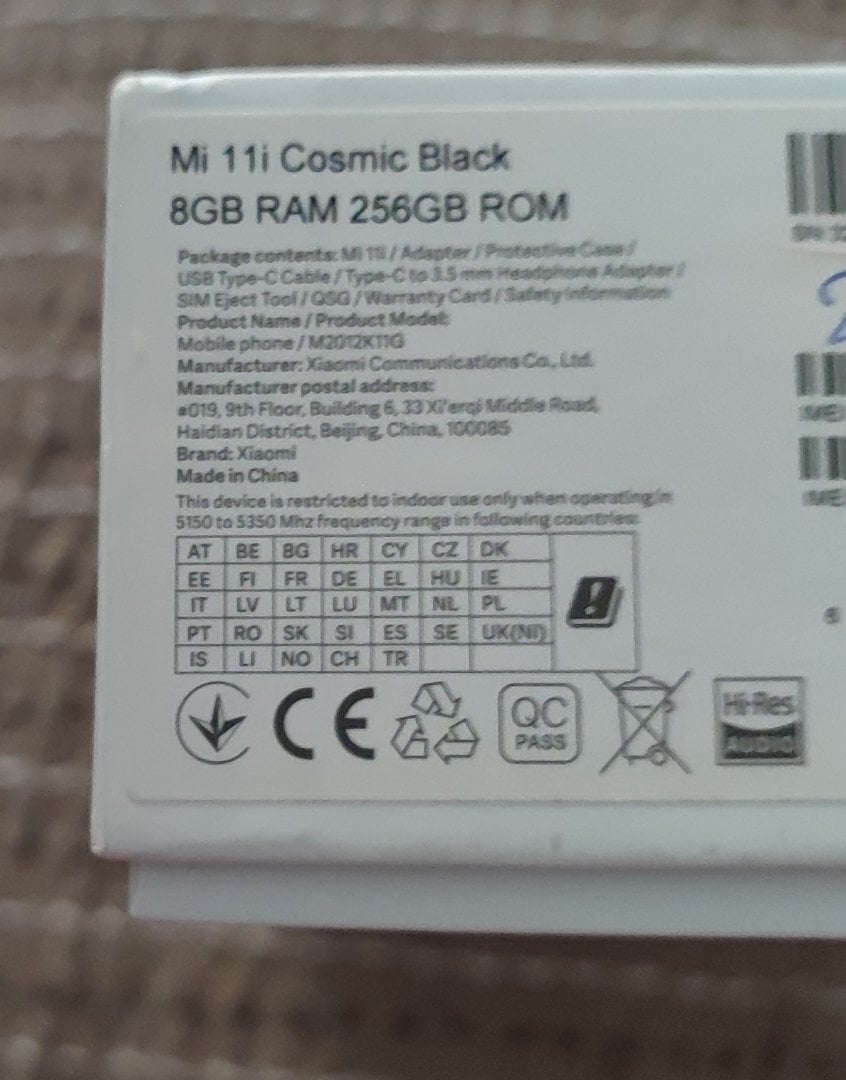 Mi 11i Cosmic Black
8GB RAM 256GB ROM
Package contents: Mi 11i / Adapter / Protective Case /
USB Type-C Cable / Type-C to 3.5 mm Headphone Adapter /
SIM Eject Tool / QSG / Warranty Card / Safety Information
Product Name / Product Model:
Mobile phone / M2012K11G
Manufacturer: Xiaomi Communications Co., Ltd.
Manufacturer postal address:
#019, 9th Floor, Building 6, 33 Xi'erqi Middle Road,
Haidian District, Beijing, China, 100085
Brand: Xiaomi
Made in China
This device is restricted to indoor use only when operating in
5150 to 5350 Mhz frequency range in following countries:
AT BE BG HR CY CZ DK
EE FI FR DE EL HU IE
IT LV LT LU MT NL PL
PT RO SK SI ES SE UK(NI)
IS LI NO CH TR
CE
QC
PASS
Hi-Res
AUDIO
SN:
IMEI
IME